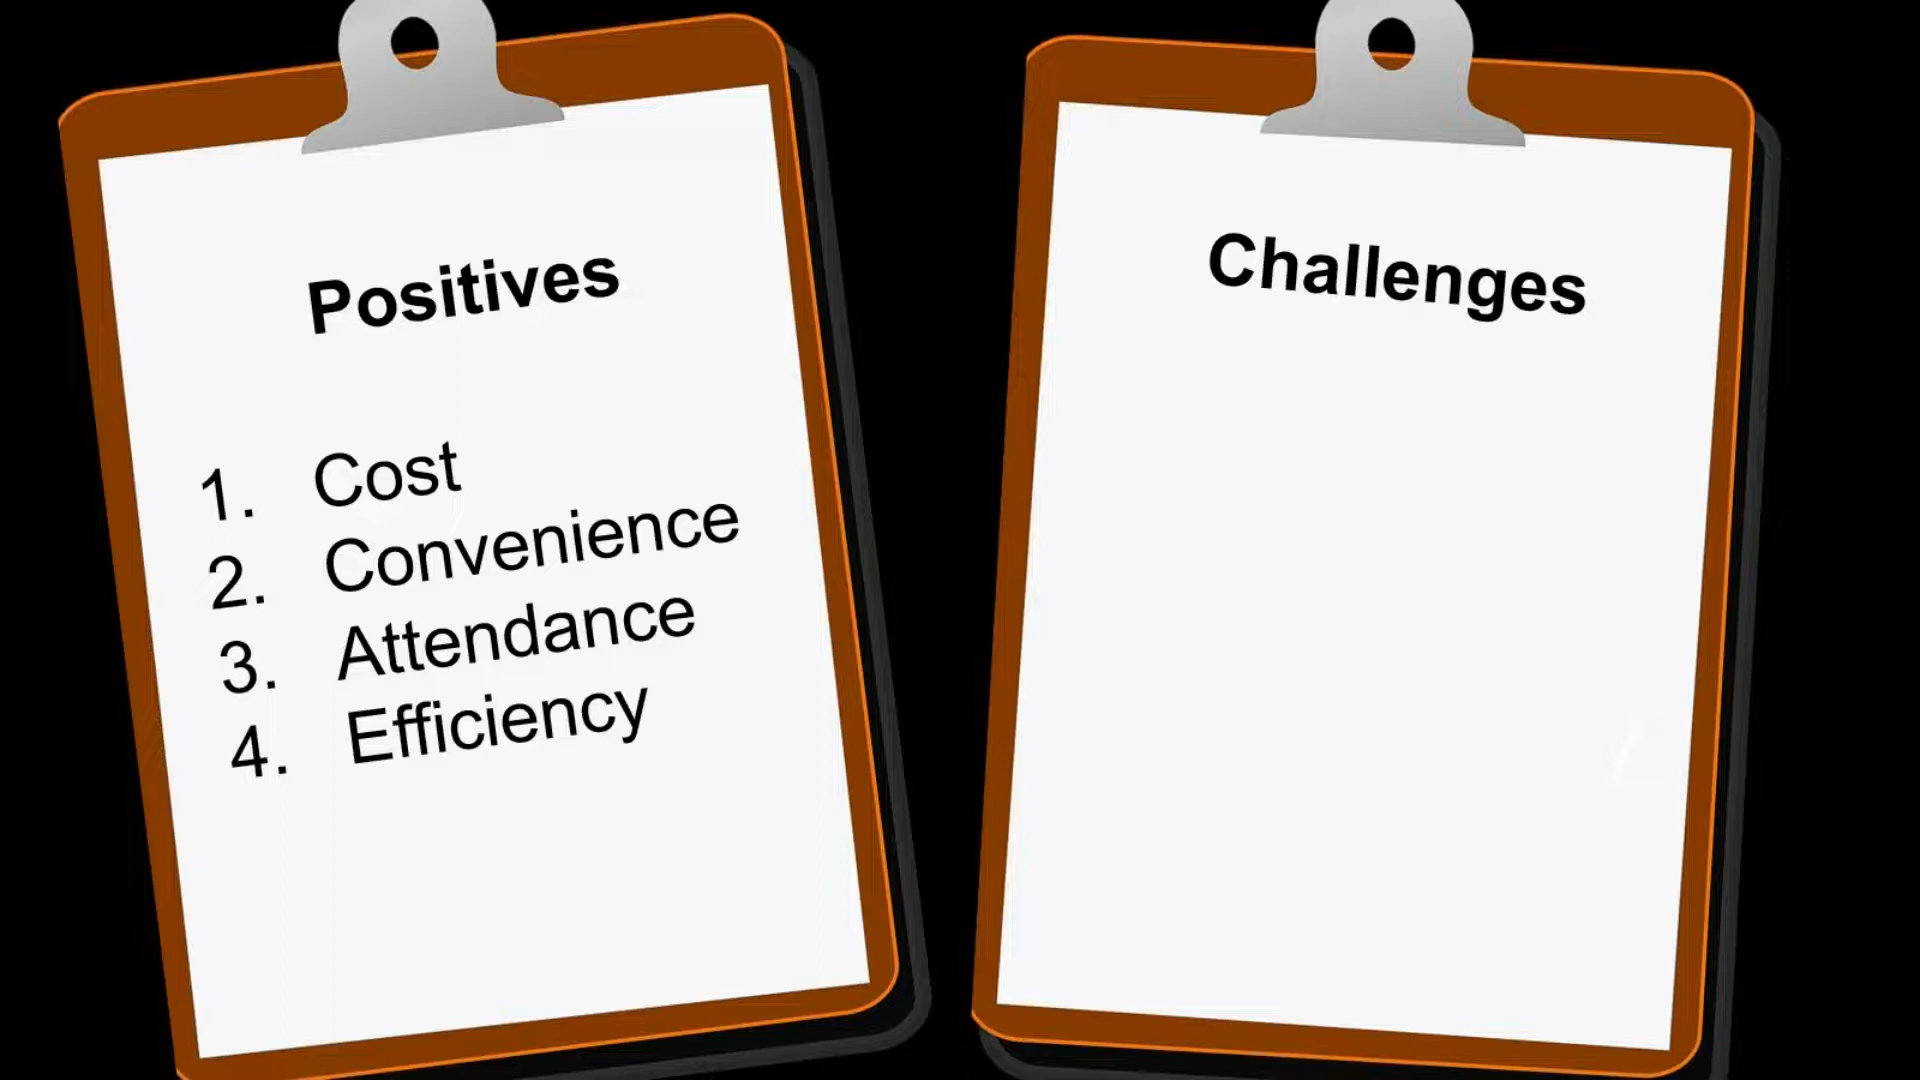 Positives
1. Cost
2. Convenience
3. Attendance
4. Efficiency
Challenges